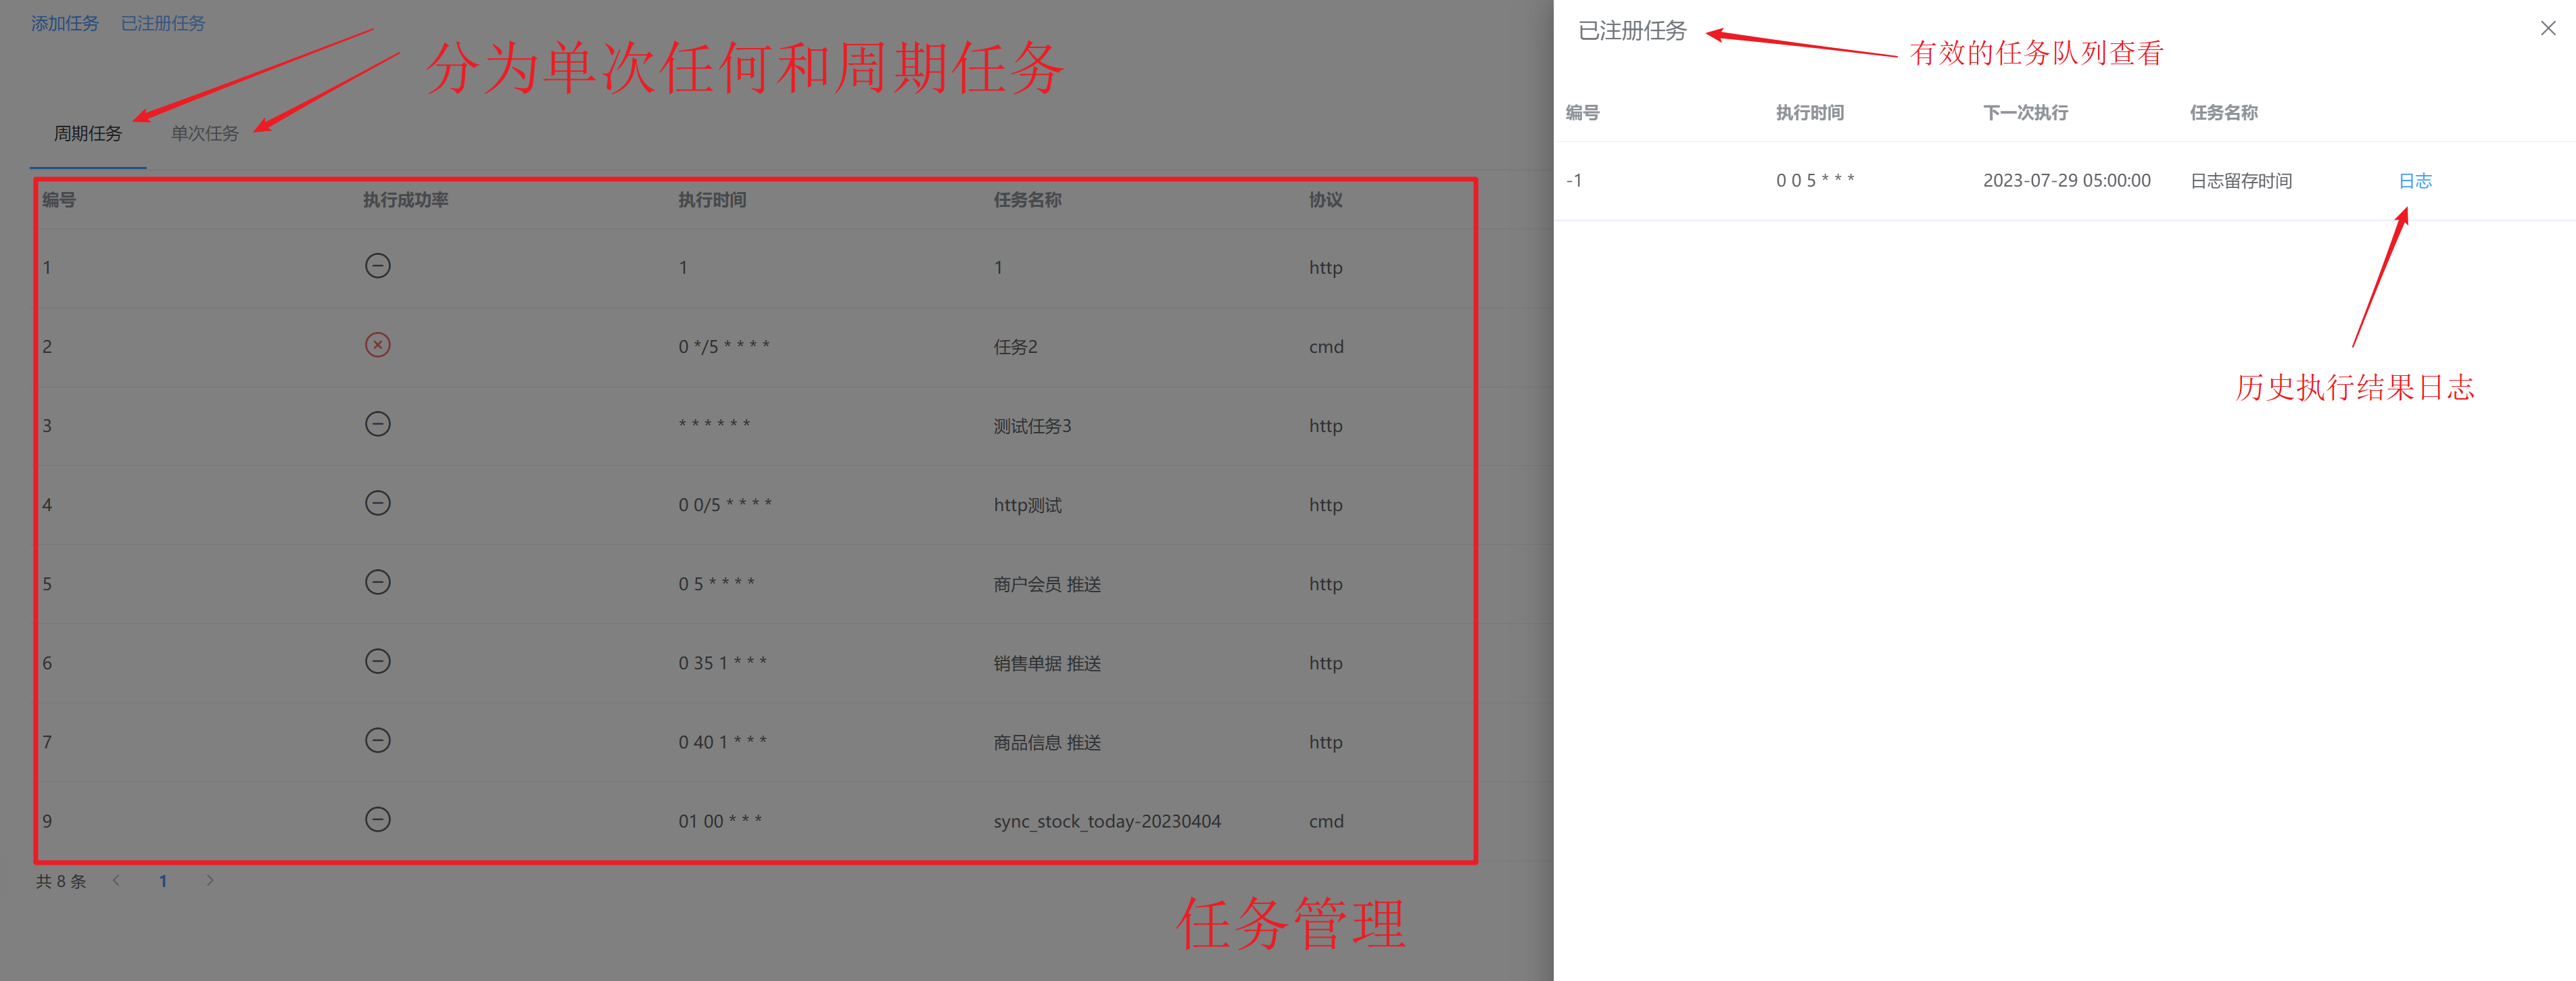 添加任务 已注册任务
分为单次任何和周期任务
周期任务 单次任务
编号 执行成功率 执行时间 任务名称 协议
1 1 1 http
2 0 */5 * * * * 任务2 cmd
3 * * * * * * 测试任务3 http
4 0 0/5 * * * * http测试 http
5 0 5 * * * * 商户会员 推送 http
6 0 35 1 * * * 销售单据 推送 http
7 0 40 1 * * * 商品信息 推送 http
9 01 00 * * * sync_stock_today-20230404 cmd
共 8 条 1
任务管理
已注册任务
有效的任务队列查看
编号 执行时间 下一次执行 任务名称
-1 0 0 5 * * * 2023-07-29 05:00:00 日志留存时间 日志
历史执行结果日志